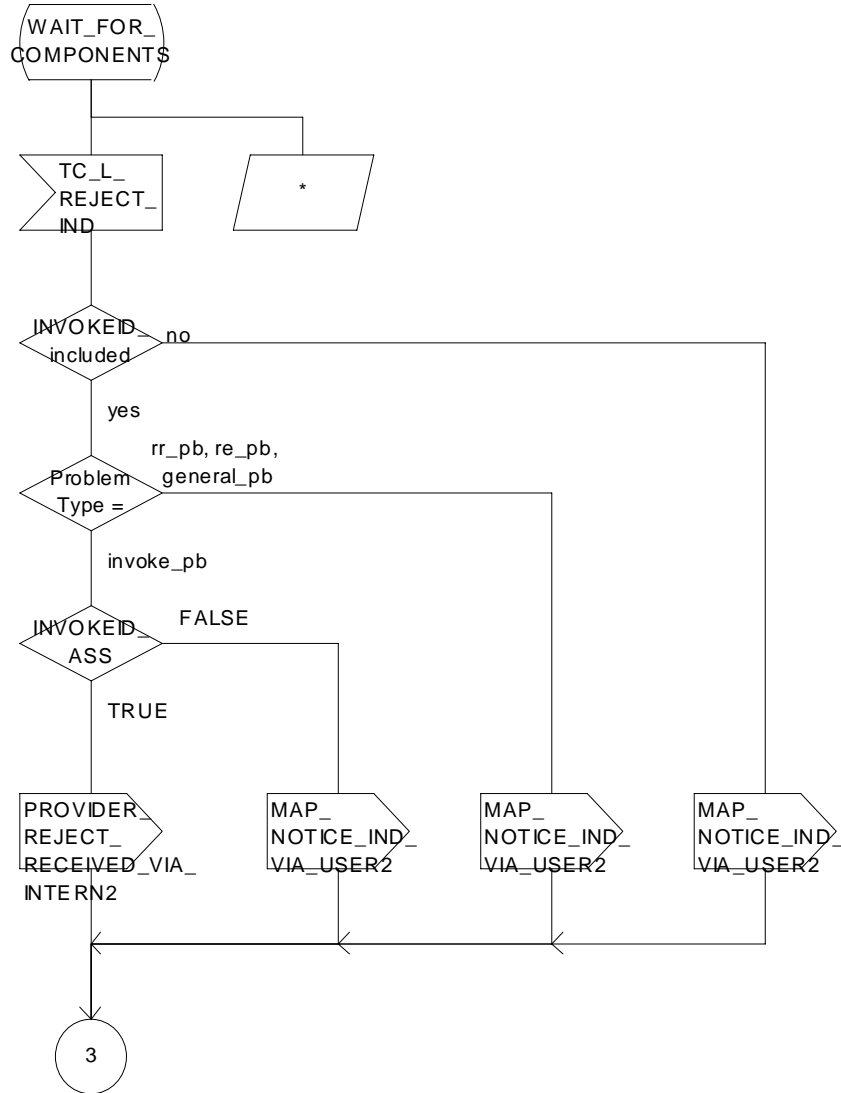 WAIT_FOR_
COMPONENTS
TC_L_
REJECT_
IND
*
INVOKEID_
included
no
yes
rr_pb, re_pb,
general_pb
Problem
Type =
invoke_pb
FALSE
INVOKEID_
ASS
TRUE
PROVIDER_
REJECT_
RECEIVED_VIA_
INTERN2
MAP_
NOTICE_IND_
VIA_USER2
MAP_
NOTICE_IND_
VIA_USER2
MAP_
NOTICE_IND_
VIA_USER2
3